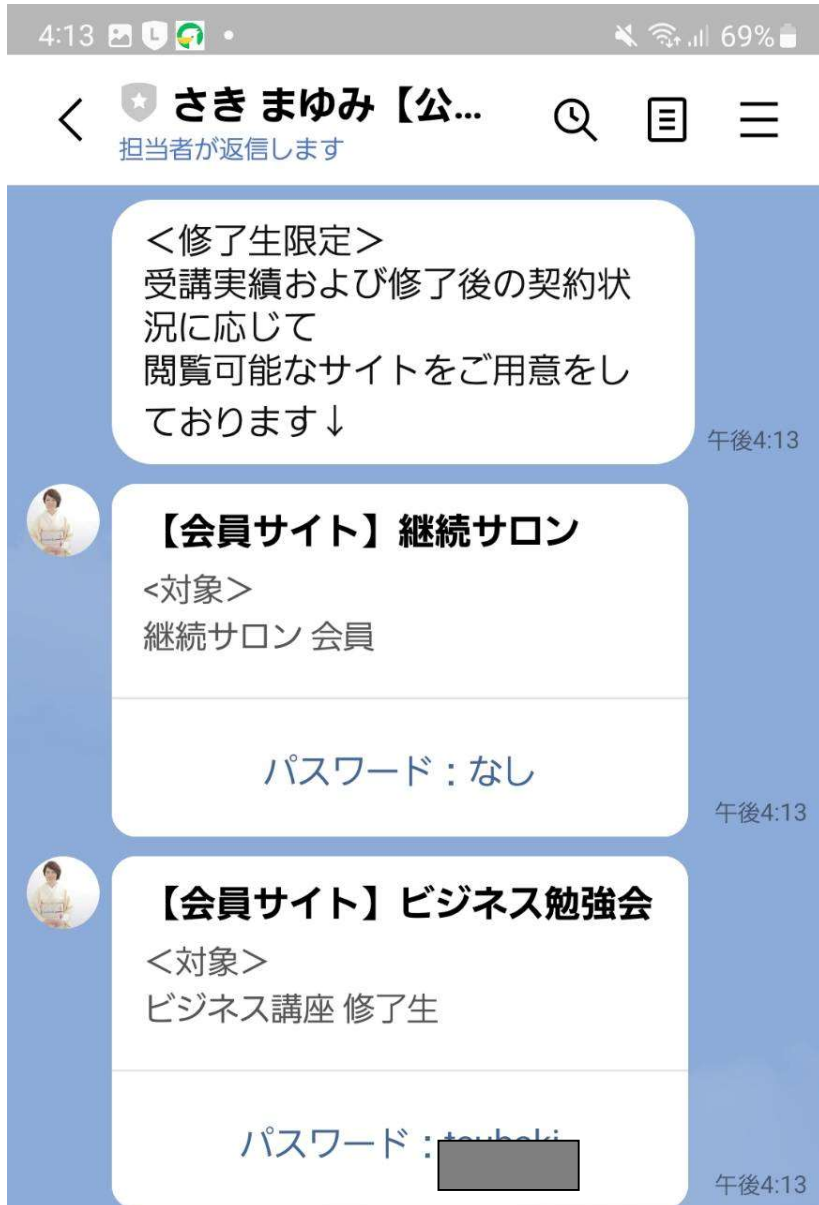 4:13
69%
さき まゆみ【公...
担当者が返信します
＜修了生限定＞
受講実績および修了後の契約状
況に応じて
閲覧可能なサイトをご用意をし
ております↓
午後4:13
【会員サイト】継続サロン
<対象＞
継続サロン 会員
パスワード：なし
午後4:13
【会員サイト】ビジネス勉強会
＜対象＞
ビジネス講座 修了生
パスワード：
午後4:13